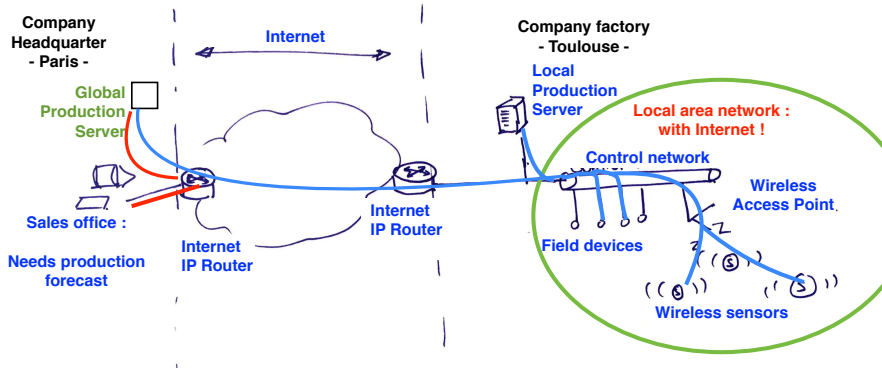 Company
Headquarter
- Paris -
Internet
Company factory
- Toulouse -
Global
Production
Server
Local
Production
Server
Local area network :
with Internet !
Control network
Wireless
Access Point
Sales office :
Needs production
forecast
Internet
IP Router
Internet
IP Router
Field devices
Wireless sensors
S
S
S